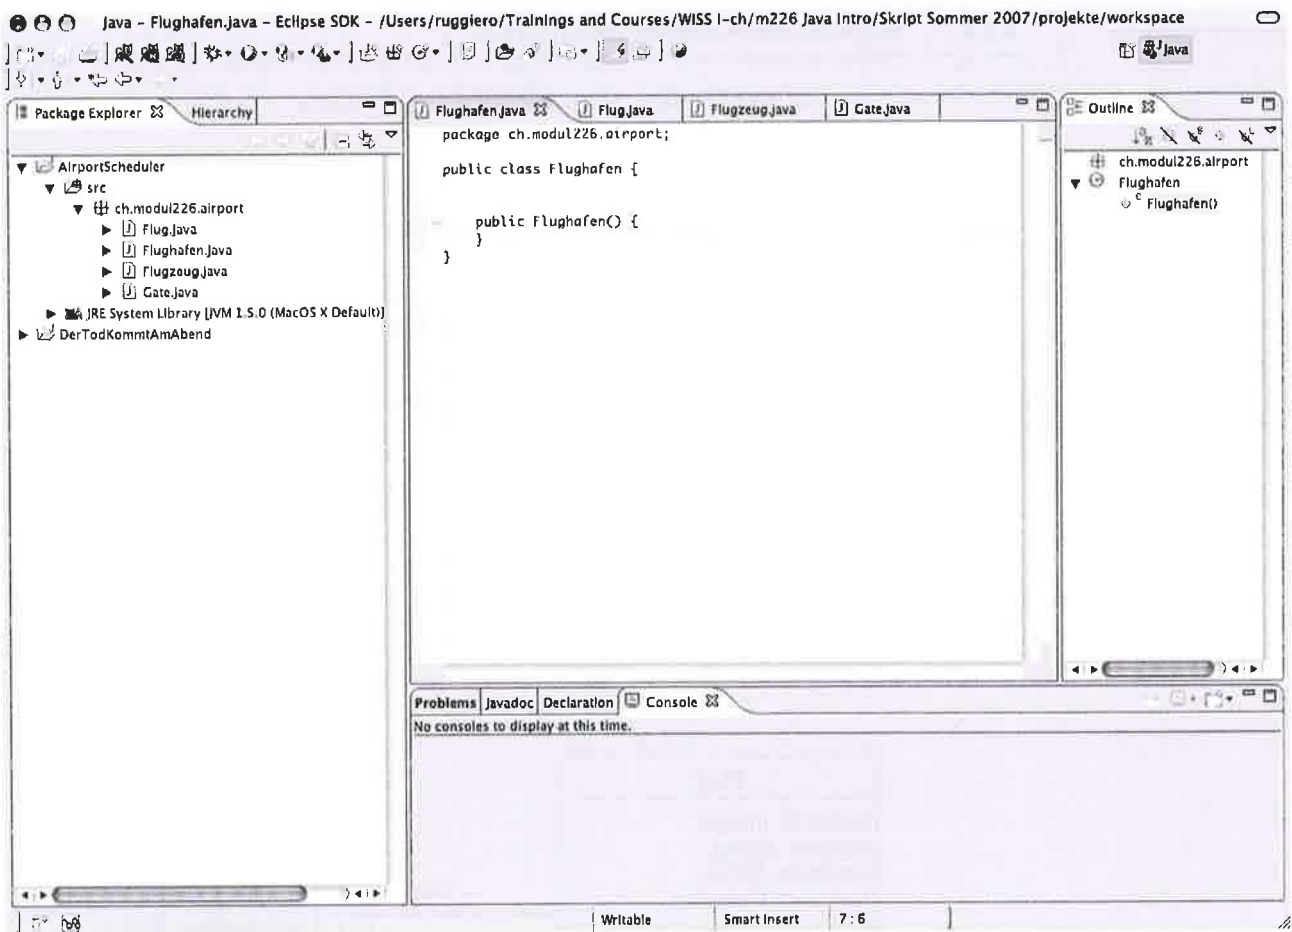 Java - Flughafen.java - Eclipse SDK - /Users/ruggiero/Trainings and Courses/WISS I-ch/m226 Java Intro/Skript Sommer 2007/projekte/workspace
Java
Package Explorer
Hierarchy
AirportScheduler
src
ch.modul226.airport
Flug.java
Flughafen.java
Flugzeug.java
Gate.java
JRE System Library [JVM 1.5.0 (MacOS X Default)]
DerTodKommtAmAbend
Flughafen.java
Flug.java
Flugzeug.java
Gate.java
package ch.modul226.airport;
public class Flughafen {
public Flughafen() {
}
}
Outline
ch.modul226.airport
Flughafen
Flughafen()
Problems
Javadoc
Declaration
Console
No consoles to display at this time.
Writable
Smart Insert
7 : 6